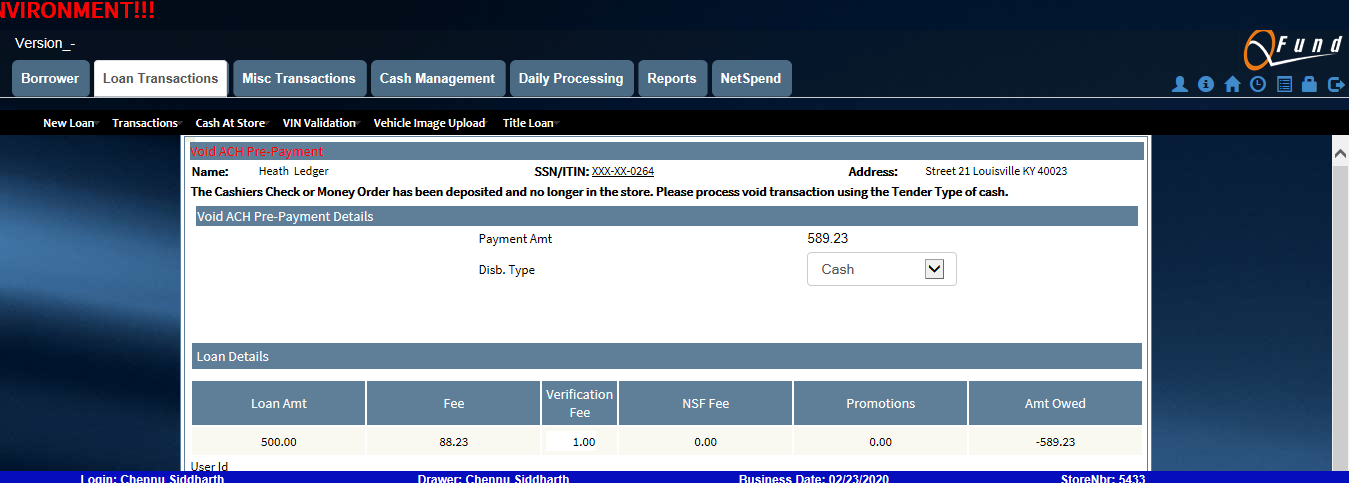 NVIRONMENT!!!
Version_-
QFund
Borrower Loan Transactions Misc Transactions Cash Management Daily Processing Reports NetSpend
New Loan Transactions Cash At Store VIN Validation Vehicle Image Upload Title Loan
Void ACH Pre-Payment
Name: Heath Ledger SSN/ITIN: XXX-XX-0264 Address: Street 21 Louisville KY 40023
The Cashiers Check or Money Order has been deposited and no longer in the store. Please process void transaction using the Tender Type of cash.
Void ACH Pre-Payment Details
Payment Amt 589.23
Disb. Type Cash
Loan Details
Loan Amt Fee Verification Fee NSF Fee Promotions Amt Owed
500.00 88.23 1.00 0.00 0.00 -589.23
User Id
Login: Chennu Siddharth Drawer: Chennu Siddharth Business Date: 02/23/2020 StoreNbr: 5433